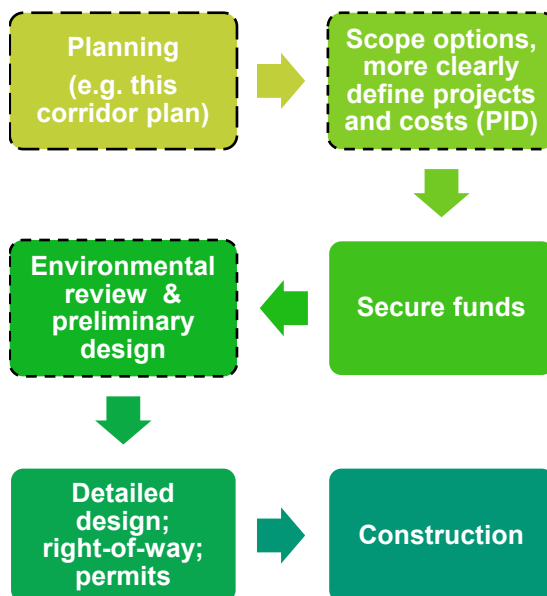 Planning
(e.g. this
corridor plan)
Scope options,
more clearly
define projects
and costs (PID)
Environmental
review & 
preliminary
design
Secure funds
Detailed
design;
right-of-way;
permits
Construction